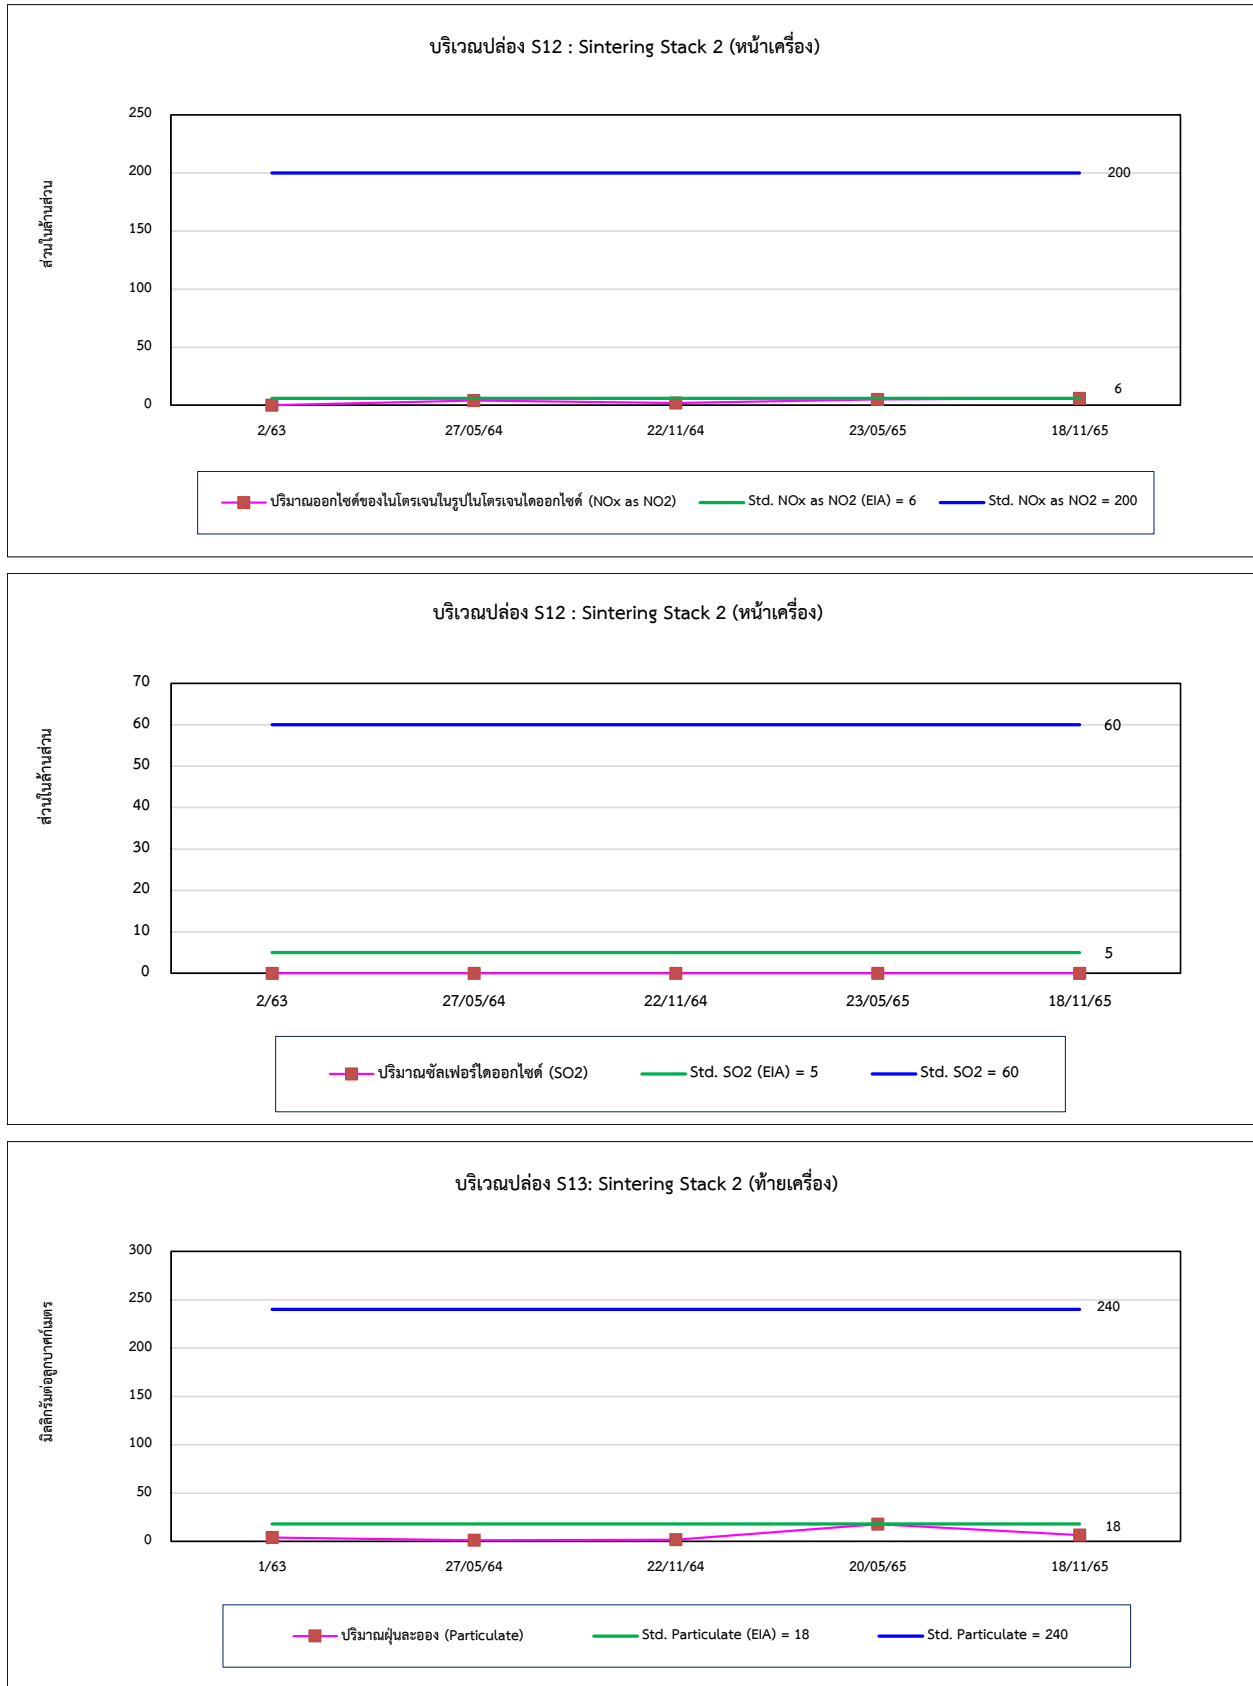 บริเวณปล่อง S12 : Sintering Stack 2 (หน้าเครื่อง)
ส่วนในล้านส่วน
250
200
150
100
50
0
200
6
2/63 27/05/64 22/11/64 23/05/65 18/11/65
ปริมาณออกไซด์ของไนโตรเจนในรูปไนโตรเจนไดออกไซด์ (NOx as NO2) Std. NOx as NO2 (EIA) = 6 Std. NOx as NO2 = 200
บริเวณปล่อง S12 : Sintering Stack 2 (หน้าเครื่อง)
ส่วนในล้านส่วน
70
60
50
40
30
20
10
0
60
5
2/63 27/05/64 22/11/64 23/05/65 18/11/65
ปริมาณซัลเฟอร์ไดออกไซด์ (SO2) Std. SO2 (EIA) = 5 Std. SO2 = 60
บริเวณปล่อง S13: Sintering Stack 2 (ท้ายเครื่อง)
มิลลิกรัมต่อลูกบาศก์เมตร
300
250
200
150
100
50
0
240
18
1/63 27/05/64 22/11/64 20/05/65 18/11/65
ปริมาณฝุ่นละออง (Particulate) Std. Particulate (EIA) = 18 Std. Particulate = 240